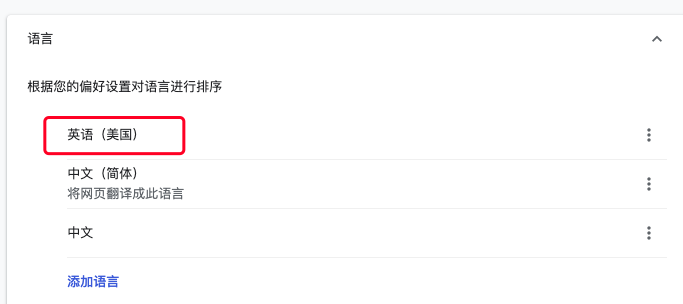 语言
根据您的偏好设置对语言进行排序
英语（美国）
中文（简体）
将网页翻译成此语言
中文
添加语言